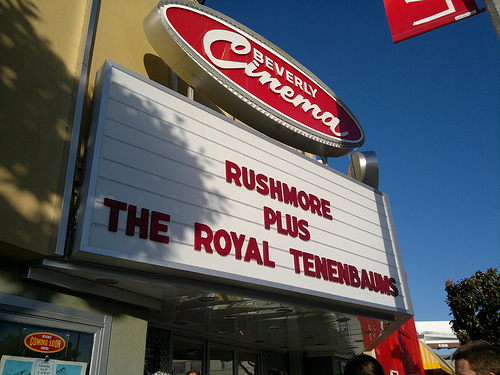 BEVERLY
Cinema
RUSHMORE
PLUS
THE ROYAL TENENBAUMS
COMING SOON